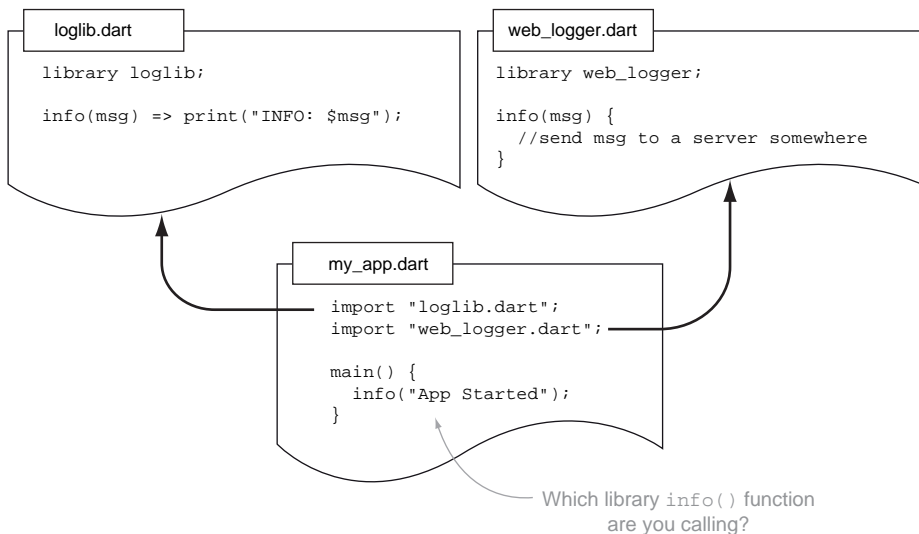 loglib.dart
library loglib;
info(msg) => print("INFO: $msg");
web_logger.dart
library web_logger;
info(msg) {
//send msg to a server somewhere
}
my_app.dart
import "loglib.dart";
import "web_logger.dart";
main() {
info("App Started");
}
Which library info() function
are you calling?